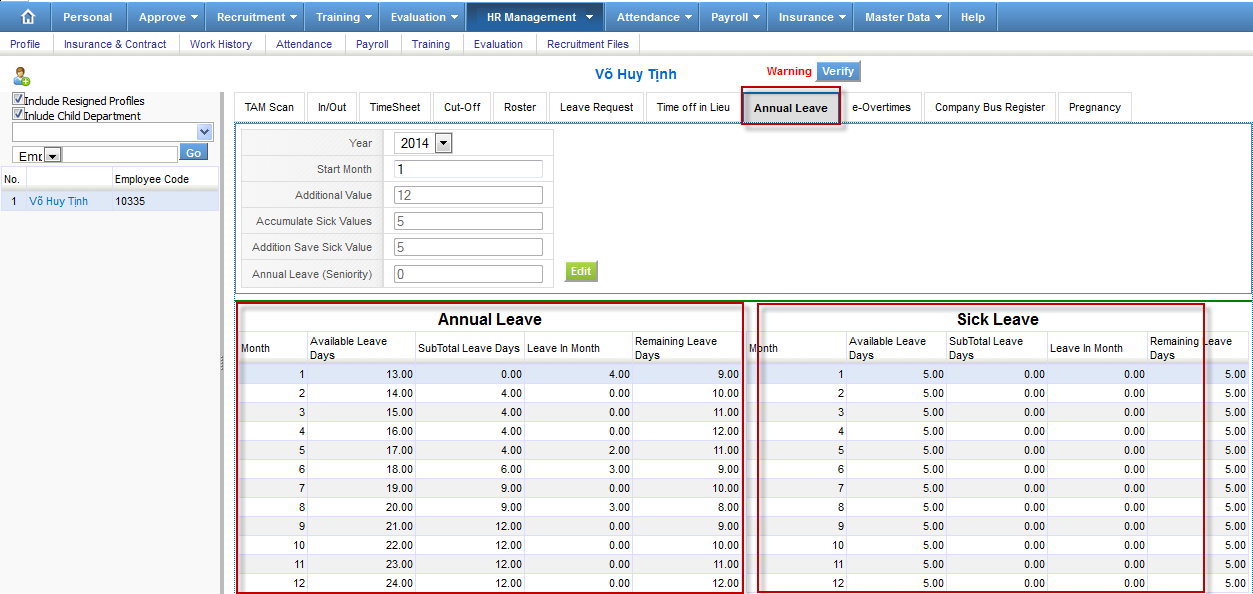 Personal Approve Recruitment Training Evaluation HR Management Attendance Payroll Insurance Master Data Help
Profile Insurance & Contract Work History Attendance Payroll Training Evaluation Recruitment Files
Võ Huy Tịnh Warning Verify
Include Resigned Profiles
Inlude Child Department
Emp Go
No. Employee Code
1 Võ Huy Tịnh 10335
TAM Scan In/Out TimeSheet Cut-Off Roster Leave Request Time off in Lieu Annual Leave e-Overtimes Company Bus Register Pregnancy
Year 2014
Start Month 1
Additional Value 12
Accumulate Sick Values 5
Addition Save Sick Value 5
Annual Leave (Seniority) 0 Edit
Annual Leave Sick Leave
Month Available Leave Days SubTotal Leave Days Leave In Month Remaining Leave Days Month Available Leave Days SubTotal Leave Days Leave In Month Remaining Leave Days
1 13.00 0.00 4.00 9.00 1 5.00 0.00 0.00 5.00
2 14.00 4.00 0.00 10.00 2 5.00 0.00 0.00 5.00
3 15.00 4.00 0.00 11.00 3 5.00 0.00 0.00 5.00
4 16.00 4.00 0.00 12.00 4 5.00 0.00 0.00 5.00
5 17.00 4.00 2.00 11.00 5 5.00 0.00 0.00 5.00
6 18.00 6.00 3.00 9.00 6 5.00 0.00 0.00 5.00
7 19.00 9.00 0.00 10.00 7 5.00 0.00 0.00 5.00
8 20.00 9.00 3.00 8.00 8 5.00 0.00 0.00 5.00
9 21.00 12.00 0.00 9.00 9 5.00 0.00 0.00 5.00
10 22.00 12.00 0.00 10.00 10 5.00 0.00 0.00 5.00
11 23.00 12.00 0.00 11.00 11 5.00 0.00 0.00 5.00
12 24.00 12.00 0.00 12.00 12 5.00 0.00 0.00 5.00